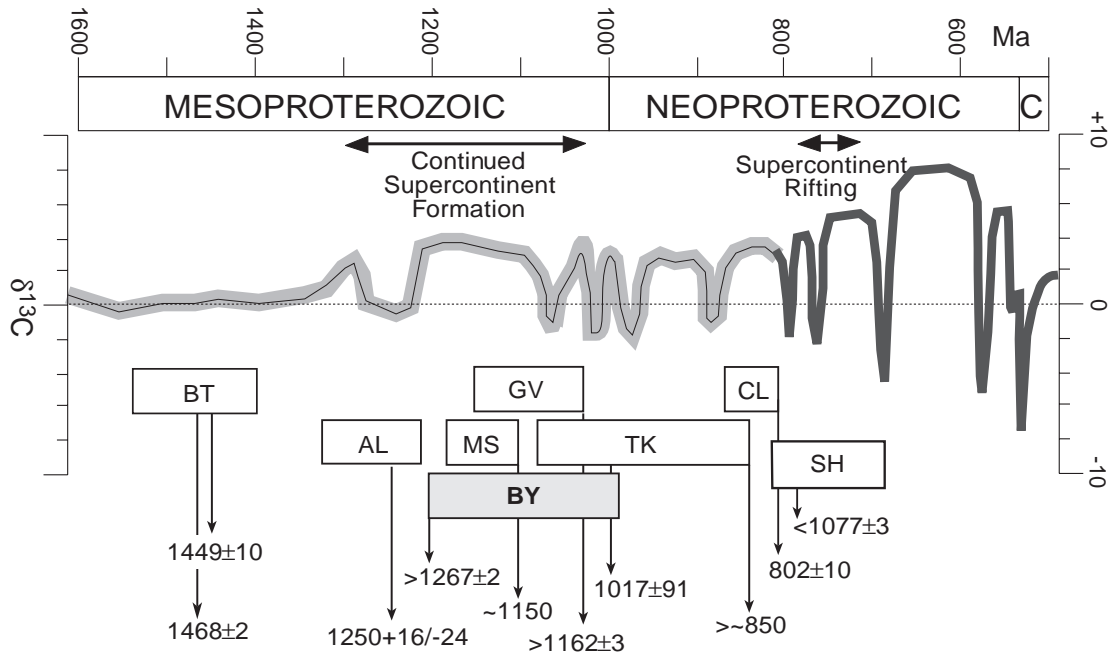 1600
1200
1400
1000
800
600
Ma
MESOPROTEROZOIC
NEOPROTEROZOIC
C
Continued
Supercontinent
Formation
Supercontinent
Rifting
+10
0
-10
δ13C
BT
GV
CL
AL
MS
TK
SH
BY
<1077±3
1449±10
>1267±2
1017±91
802±10
~1150
1468±2
1250+16/-24
>1162±3
>~850